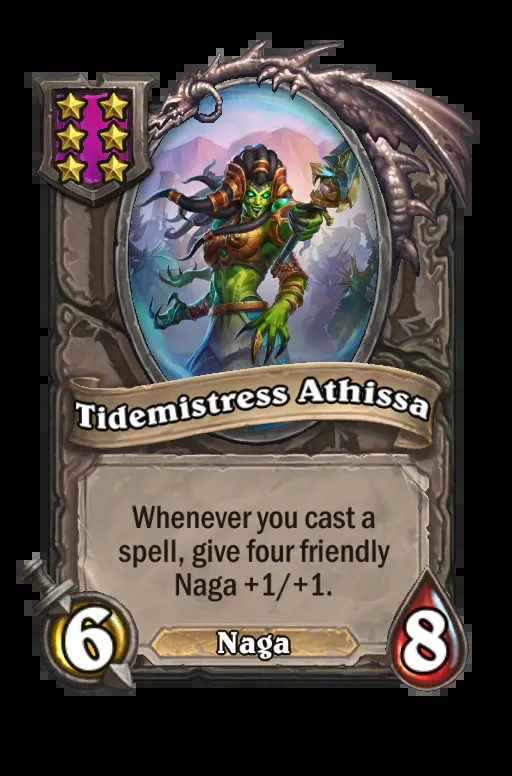 Tidemistress Athissa
Whenever you cast a
spell, give four friendly
Naga +1/+1.
6
Naga
8